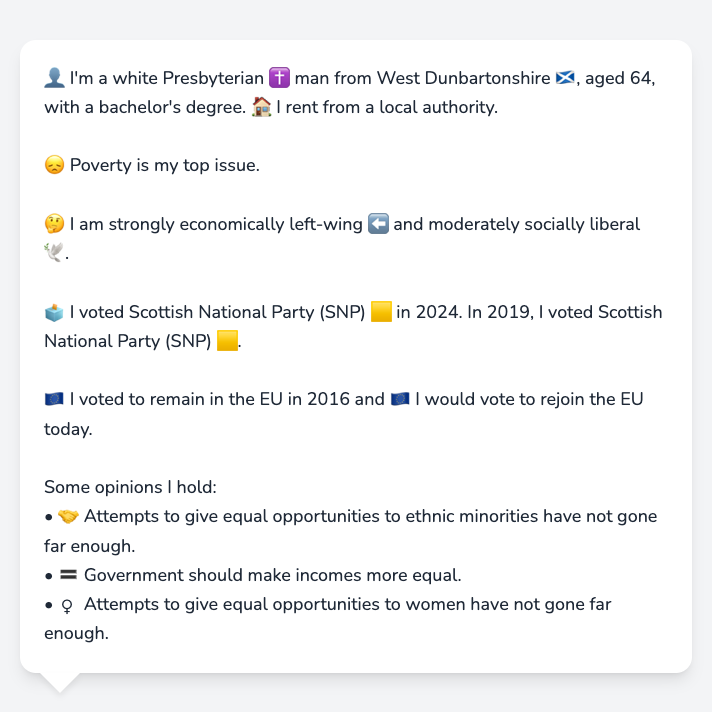 👤 I'm a white Presbyterian ✝️ man from West Dunbartonshire 🏴󠁧󠁢󠁳󠁣󠁴󠁿, aged 64,
with a bachelor's degree. 🏠 I rent from a local authority.
😞 Poverty is my top issue.
🤔 I am strongly economically left-wing ⬅️ and moderately socially liberal
🕊️.
🗳️ I voted Scottish National Party (SNP) 🟨 in 2024. In 2019, I voted Scottish
National Party (SNP) 🟨.
🇪🇺 I voted to remain in the EU in 2016 and 🇪🇺 I would vote to rejoin the EU
today.
Some opinions I hold:
• 🤝 Attempts to give equal opportunities to ethnic minorities have not gone
far enough.
• 🟰 Government should make incomes more equal.
• ♀ Attempts to give equal opportunities to women have not gone far
enough.